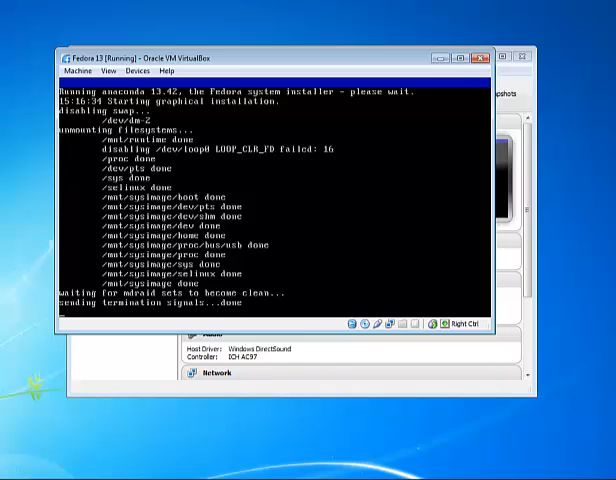 Fedora 13 [Running] - Oracle VM VirtualBox
Machine View Devices Help
Running anaconda 13.42, the Fedora system installer - please wait.
15:16:34 Starting graphical installation.
disabling swap...
/dev/dm-2
unmounting filesystems...
/mnt/runtime done
disabling /dev/loop0 LOOP_CLR_FD failed: 16
/proc done
/dev/pts done
/sys done
/selinux done
/mnt/sysimage/boot done
/mnt/sysimage/dev/pts done
/mnt/sysimage/dev/shm done
/mnt/sysimage/dev done
/mnt/sysimage/home done
/mnt/sysimage/proc/bus/usb done
/mnt/sysimage/proc done
/mnt/sysimage/sys done
/mnt/sysimage/selinux done
/mnt/sysimage done
waiting for mdraid sets to become clean...
sending termination signals...done
Right Ctrl
pshots
Host Driver: Windows DirectSound
Controller: ICH AC97
Network